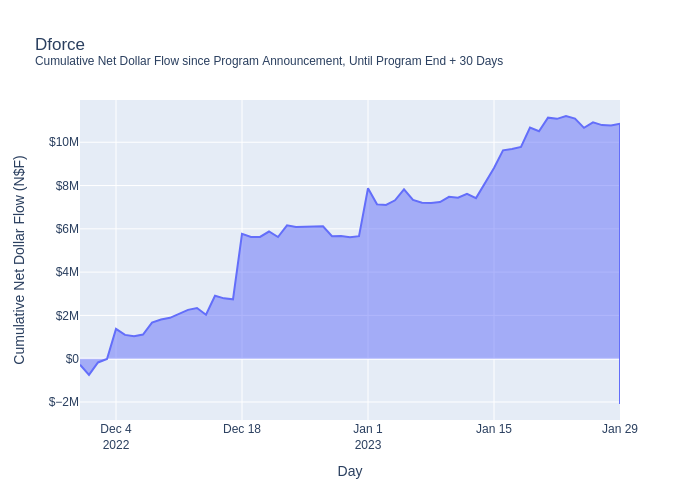 Dforce
Cumulative Net Dollar Flow since Program Announcement, Until Program End + 30 Days
Cumulative Net Dollar Flow (N$F)
$10M
$8M
$6M
$4M
$2M
$0
$−2M
Dec 4 Dec 18 Jan 1 Jan 15 Jan 29
2022 2023
Day